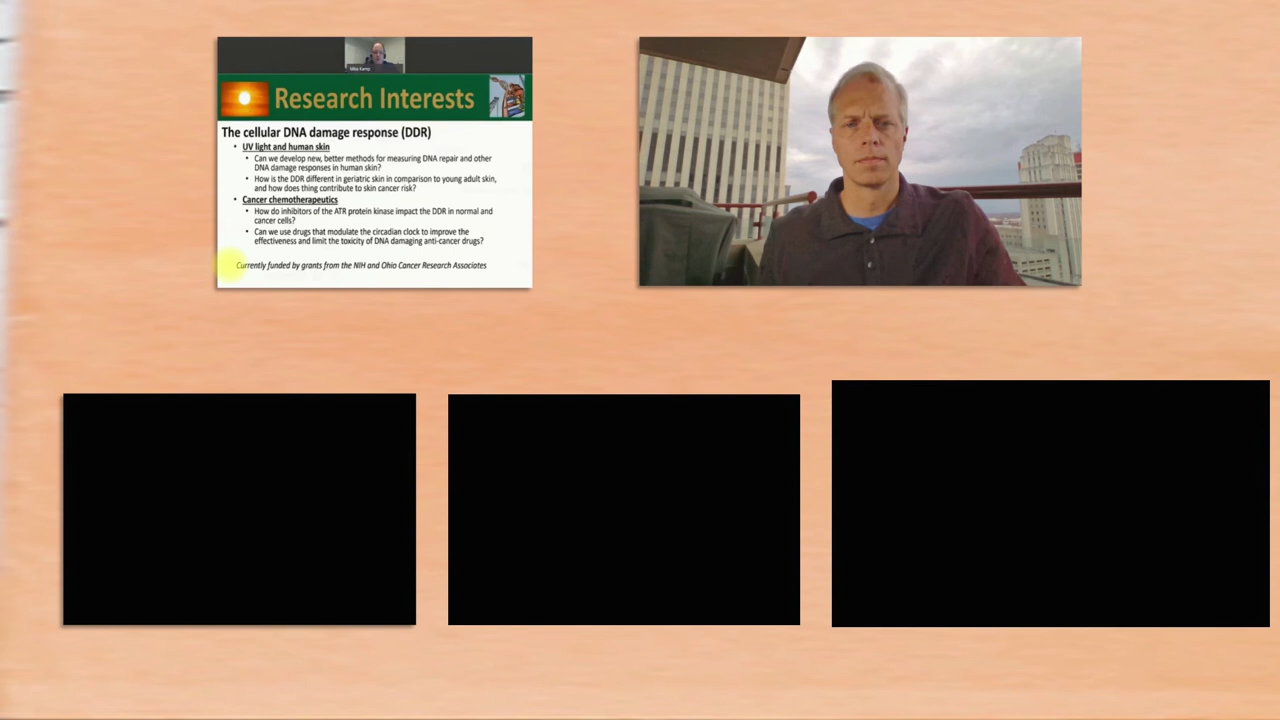 Mike Kemp
Research Interests
The cellular DNA damage response (DDR)
• UV light and human skin
• Can we develop new, better methods for measuring DNA repair and other
DNA damage responses in human skin?
• How is the DDR different in geriatric skin in comparison to young adult skin,
and how does thing contribute to skin cancer risk?
• Cancer chemotherapeutics
• How do inhibitors of the ATR protein kinase impact the DDR in normal and
cancer cells?
• Can we use drugs that modulate the circadian clock to improve the
effectiveness and limit the toxicity of DNA damaging anti-cancer drugs?
Currently funded by grants from the NIH and Ohio Cancer Research Associates